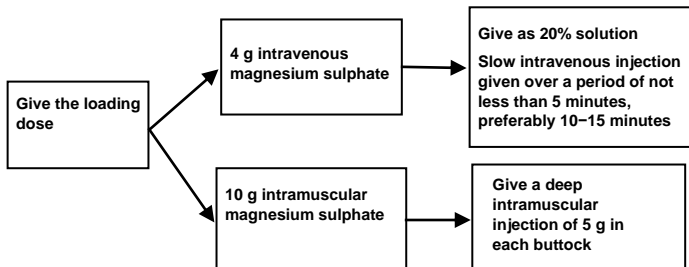 Give the loading
dose
4 g intravenous
magnesium sulphate
Give as 20% solution
Slow intravenous injection
given over a period of not
less than 5 minutes,
preferably 10−15 minutes
10 g intramuscular
magnesium sulphate
Give a deep
intramuscular
injection of 5 g in
each buttock